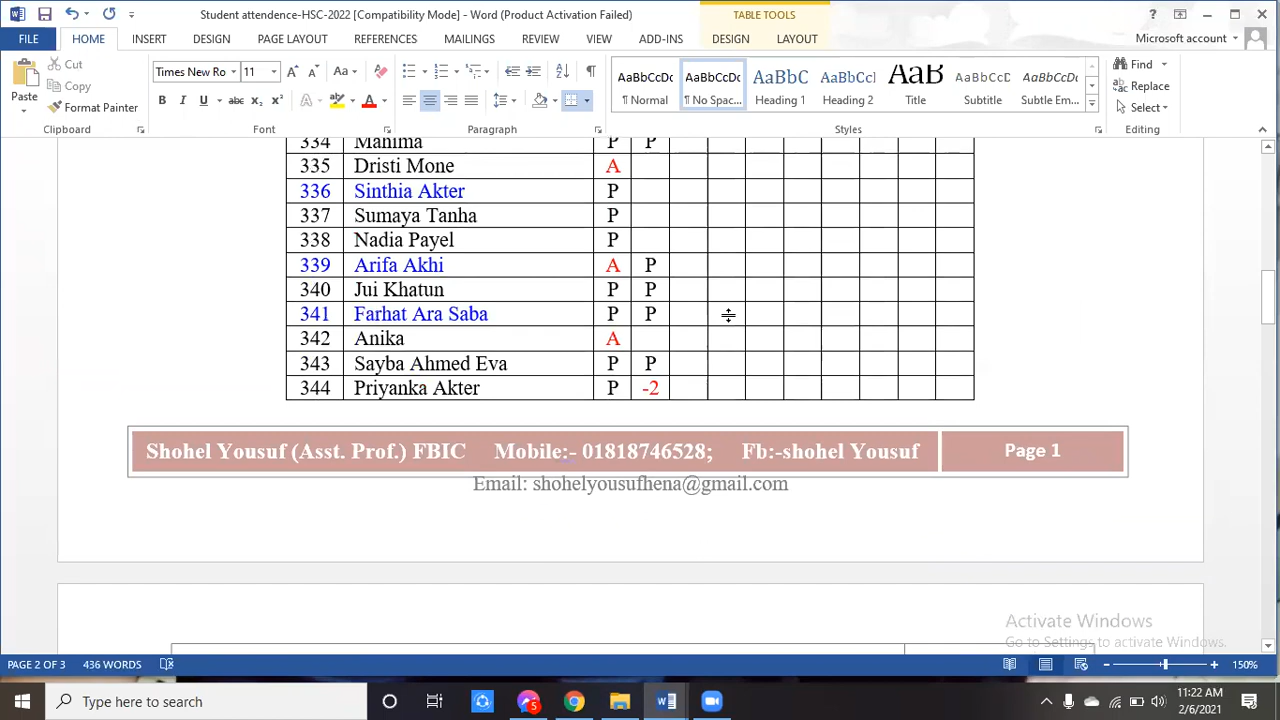 Student attendence-HSC-2022 [Compatibility Mode] - Word (Product Activation Failed)
TABLE TOOLS
FILE HOME INSERT DESIGN PAGE LAYOUT REFERENCES MAILINGS REVIEW VIEW ADD-INS DESIGN LAYOUT Microsoft account
Paste
Cut
Copy
Format Painter
Times New Ro 11
AaBbCcDc ¶ Normal
AaBbCcDc ¶ No Spac...
AaBbC Heading
AaBbC Heading 2
AaB Title
AaBbCcD Subtitle
AaBbCcD Subtle Em...
Find
Replace
Select
Clipboard Font Paragraph Styles Editing
334 Mahima P P
335 Dristi Mone A
336 Sinthia Akter P
337 Sumaya Tanha P
338 Nadia Payel P
339 Arifa Akhi A P
340 Jui Khatun P P
341 Farhat Ara Saba P P
342 Anika A
343 Sayba Ahmed Eva P P
344 Priyanka Akter P -2
Shohel Yousuf (Asst. Prof.) FBIC Mobile:- 01818746528; Fb:-shohel Yousuf Page 1
Email: shohelyousufhena@gmail.com
Activate Windows
Go to Settings to activate Windows.
PAGE 2 OF 3 436 WORDS 150%
Type here to search
5
11:22 AM
2/6/2021